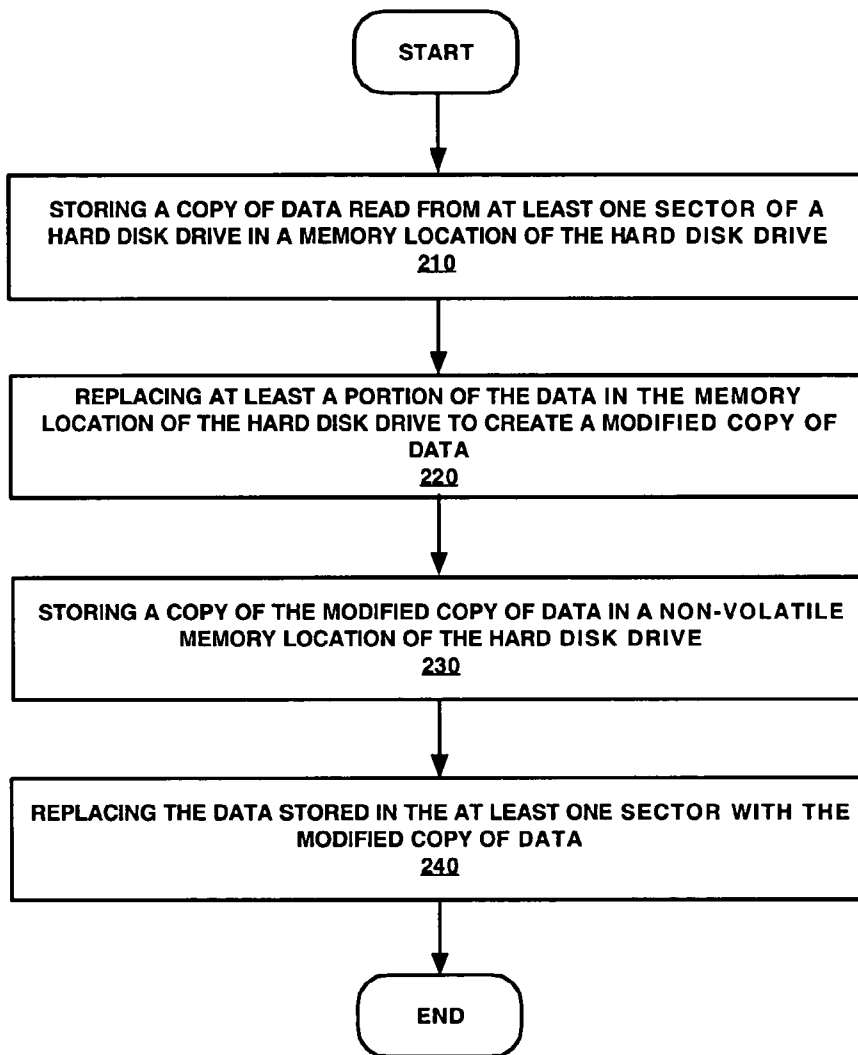 START
STORING A COPY OF DATA READ FROM AT LEAST ONE SECTOR OF A
HARD DISK DRIVE IN A MEMORY LOCATION OF THE HARD DISK DRIVE
210
REPLACING AT LEAST A PORTION OF THE DATA IN THE MEMORY
LOCATION OF THE HARD DISK DRIVE TO CREATE A MODIFIED COPY OF
DATA
220
STORING A COPY OF THE MODIFIED COPY OF DATA IN A NON-VOLATILE
MEMORY LOCATION OF THE HARD DISK DRIVE
230
REPLACING THE DATA STORED IN THE AT LEAST ONE SECTOR WITH THE
MODIFIED COPY OF DATA
240
END